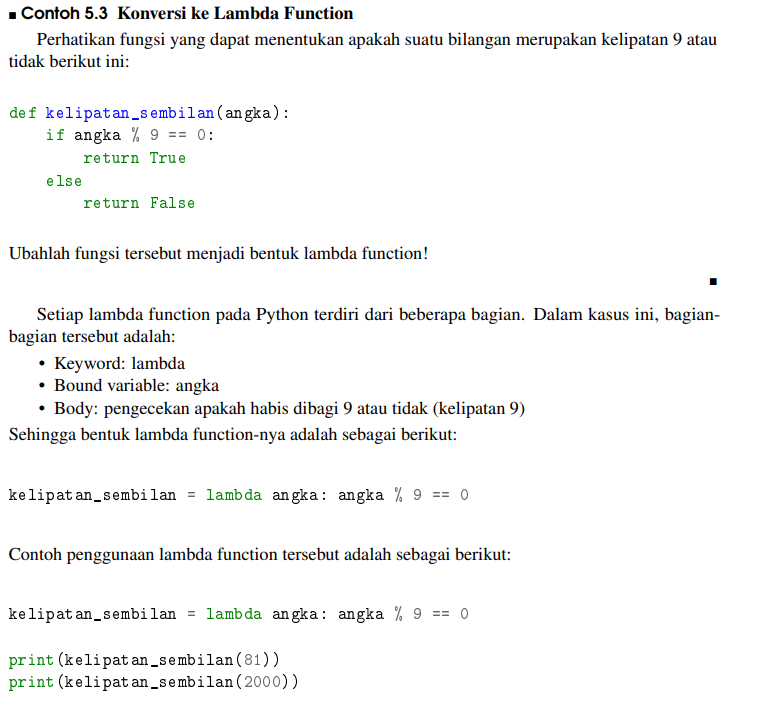 ■ Contoh 5.3 Konversi ke Lambda Function
Perhatikan fungsi yang dapat menentukan apakah suatu bilangan merupakan kelipatan 9 atau
tidak berikut ini:
def kelipatan_sembilan(angka):
    if angka % 9 == 0:
        return True
    else
        return False
Ubahlah fungsi tersebut menjadi bentuk lambda function!
■
Setiap lambda function pada Python terdiri dari beberapa bagian. Dalam kasus ini, bagian-
bagian tersebut adalah:
• Keyword: lambda
• Bound variable: angka
• Body: pengecekan apakah habis dibagi 9 atau tidak (kelipatan 9)
Sehingga bentuk lambda function-nya adalah sebagai berikut:
kelipatan_sembilan = lambda angka: angka % 9 == 0
Contoh penggunaan lambda function tersebut adalah sebagai berikut:
kelipatan_sembilan = lambda angka: angka % 9 == 0
print(kelipatan_sembilan(81))
print(kelipatan_sembilan(2000))